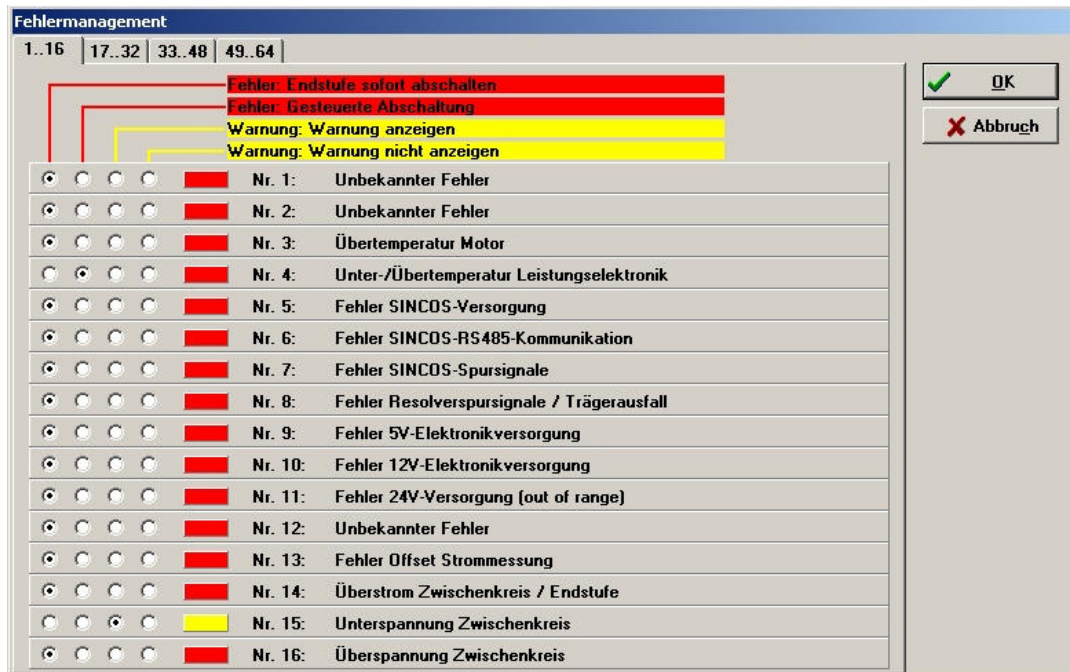 Fehlermanagement
1..16 17..32 33..48 49..64
Fehler: Endstufe sofort abschalten
Fehler: Gesteuerte Abschaltung
Warnung: Warnung anzeigen
Warnung: Warnung nicht anzeigen
OK
Abbruch
Nr. 1: Unbekannter Fehler
Nr. 2: Unbekannter Fehler
Nr. 3: Übertemperatur Motor
Nr. 4: Unter-/Übertemperatur Leistungselektronik
Nr. 5: Fehler SINCOS-Versorgung
Nr. 6: Fehler SINCOS-RS485-Kommunikation
Nr. 7: Fehler SINCOS-Spursignale
Nr. 8: Fehler Resolverspursignale / Trägerausfall
Nr. 9: Fehler 5V-Elektronikversorgung
Nr. 10: Fehler 12V-Elektronikversorgung
Nr. 11: Fehler 24V-Versorgung (out of range)
Nr. 12: Unbekannter Fehler
Nr. 13: Fehler Offset Strommessung
Nr. 14: Überstrom Zwischenkreis / Endstufe
Nr. 15: Unterspannung Zwischenkreis
Nr. 16: Überspannung Zwischenkreis